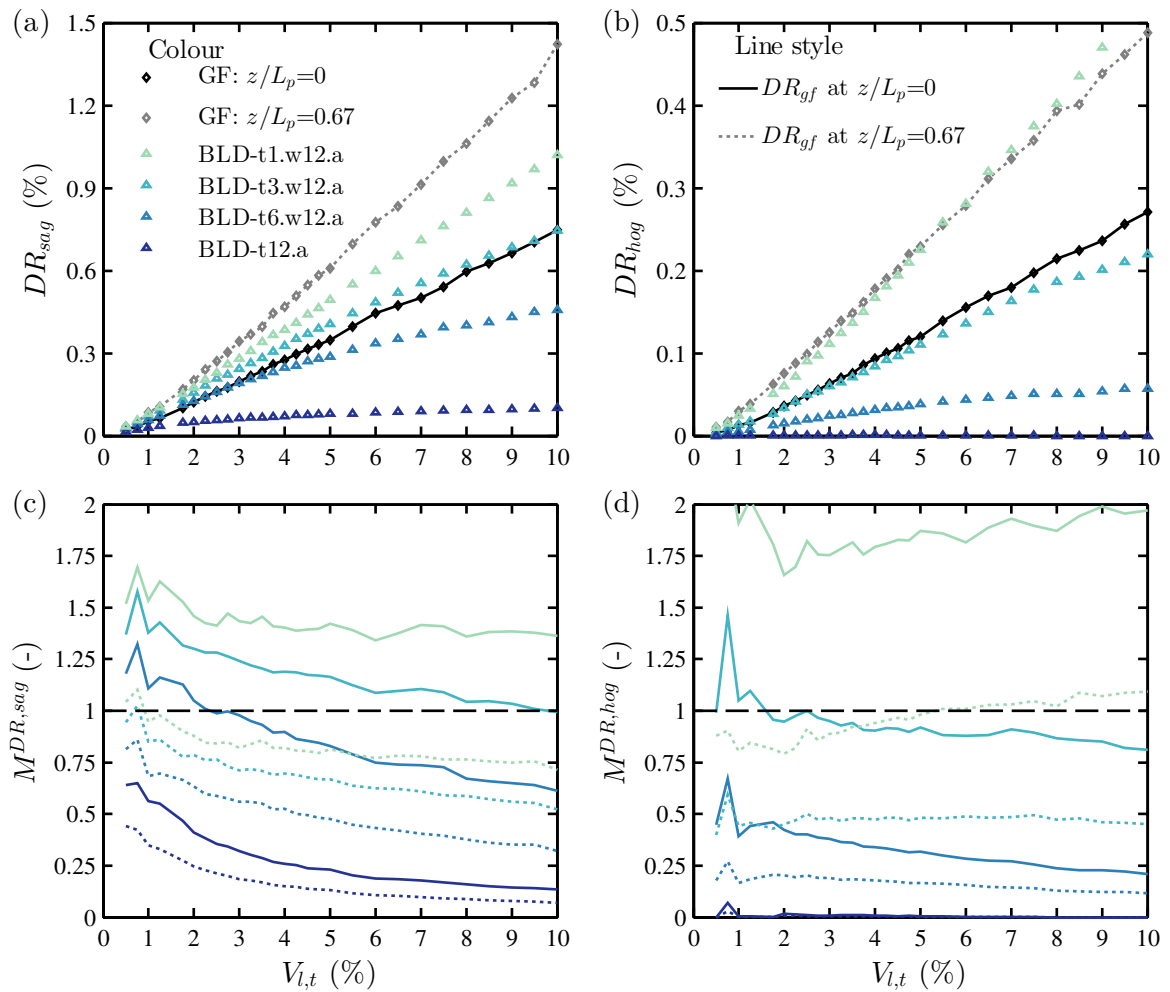 (a)
1.5
1.2
0.9
0.6
0.3
0
DR_sag (%)
Colour
GF: z/L_p=0
GF: z/L_p=0.67
BLD-t1.w12.a
BLD-t3.w12.a
BLD-t6.w12.a
BLD-t12.a
0 1 2 3 4 5 6 7 8 9 10
(b)
0.5
0.4
0.3
0.2
0.1
0
DR_hog (%)
Line style
DR_gf at z/L_p=0
DR_gf at z/L_p=0.67
0 1 2 3 4 5 6 7 8 9 10
(c)
2
1.75
1.5
1.25
1
0.75
0.5
0.25
0
M^DR,sag (-)
0 1 2 3 4 5 6 7 8 9 10
V_l,t (%)
(d)
2
1.75
1.5
1.25
1
0.75
0.5
0.25
0
M^DR,hog (-)
0 1 2 3 4 5 6 7 8 9 10
V_l,t (%)